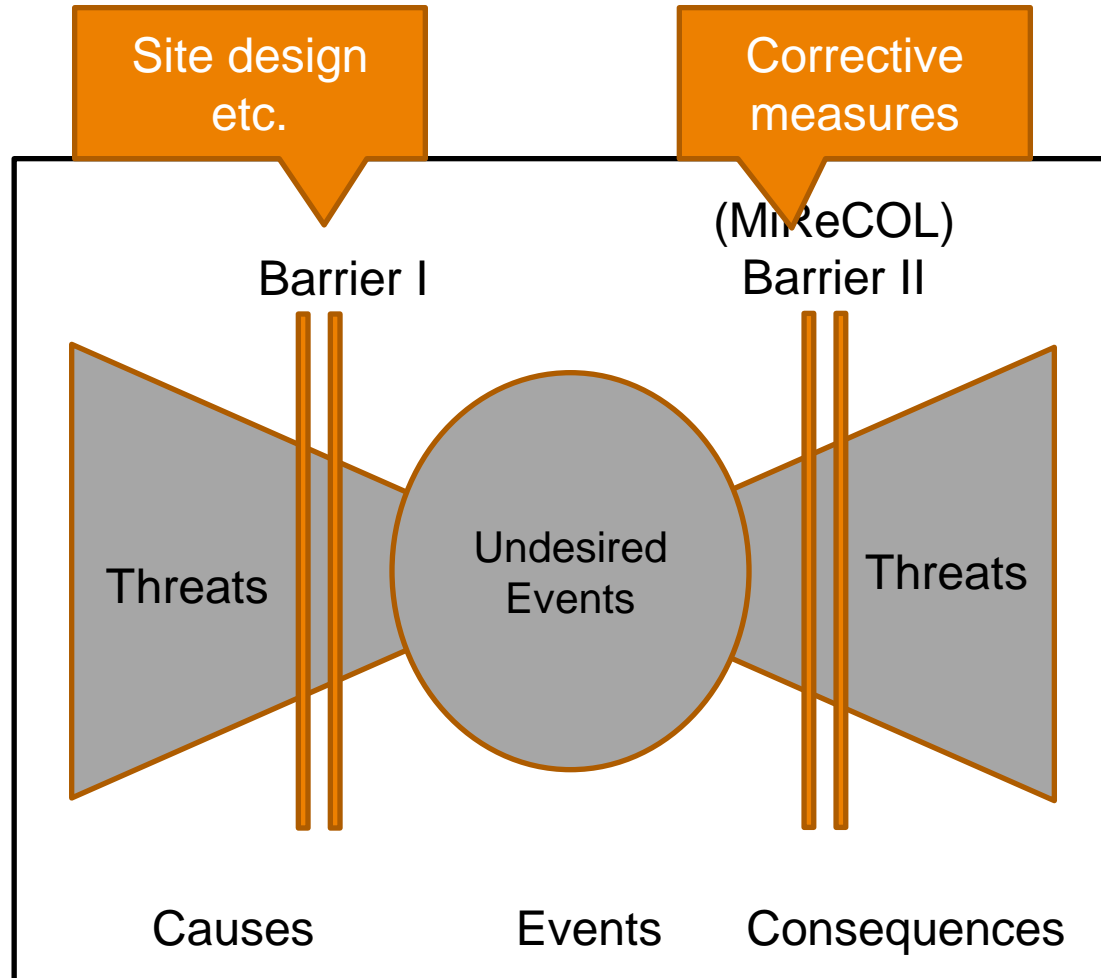 Site design
etc.
Corrective
measures
(MiReCOL)
Barrier I
Barrier II
Threats
Undesired
Events
Threats
Causes
Events
Consequences